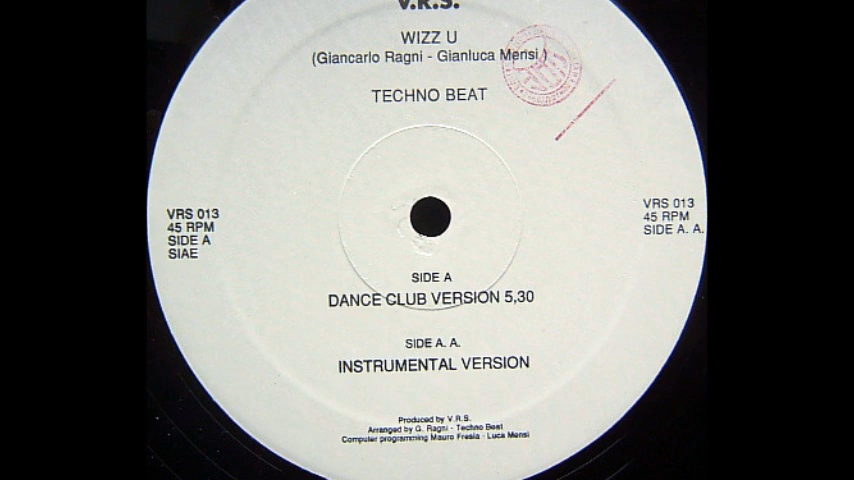 V.R.S.
WIZZ U
(Giancarlo Ragni - Gianluca Mensi)
TECHNO BEAT
VRS 013
45 RPM
SIDE A
SIAE
VRS 013
45 RPM
SIDE A. A.
SIDE A
DANCE CLUB VERSION 5,30
SIDE A. A.
INSTRUMENTAL VERSION
Produced by V.R.S.
Arranged by G. Ragni - Techno Beat
Computer programming Mauro Fresia - Luca Mensi